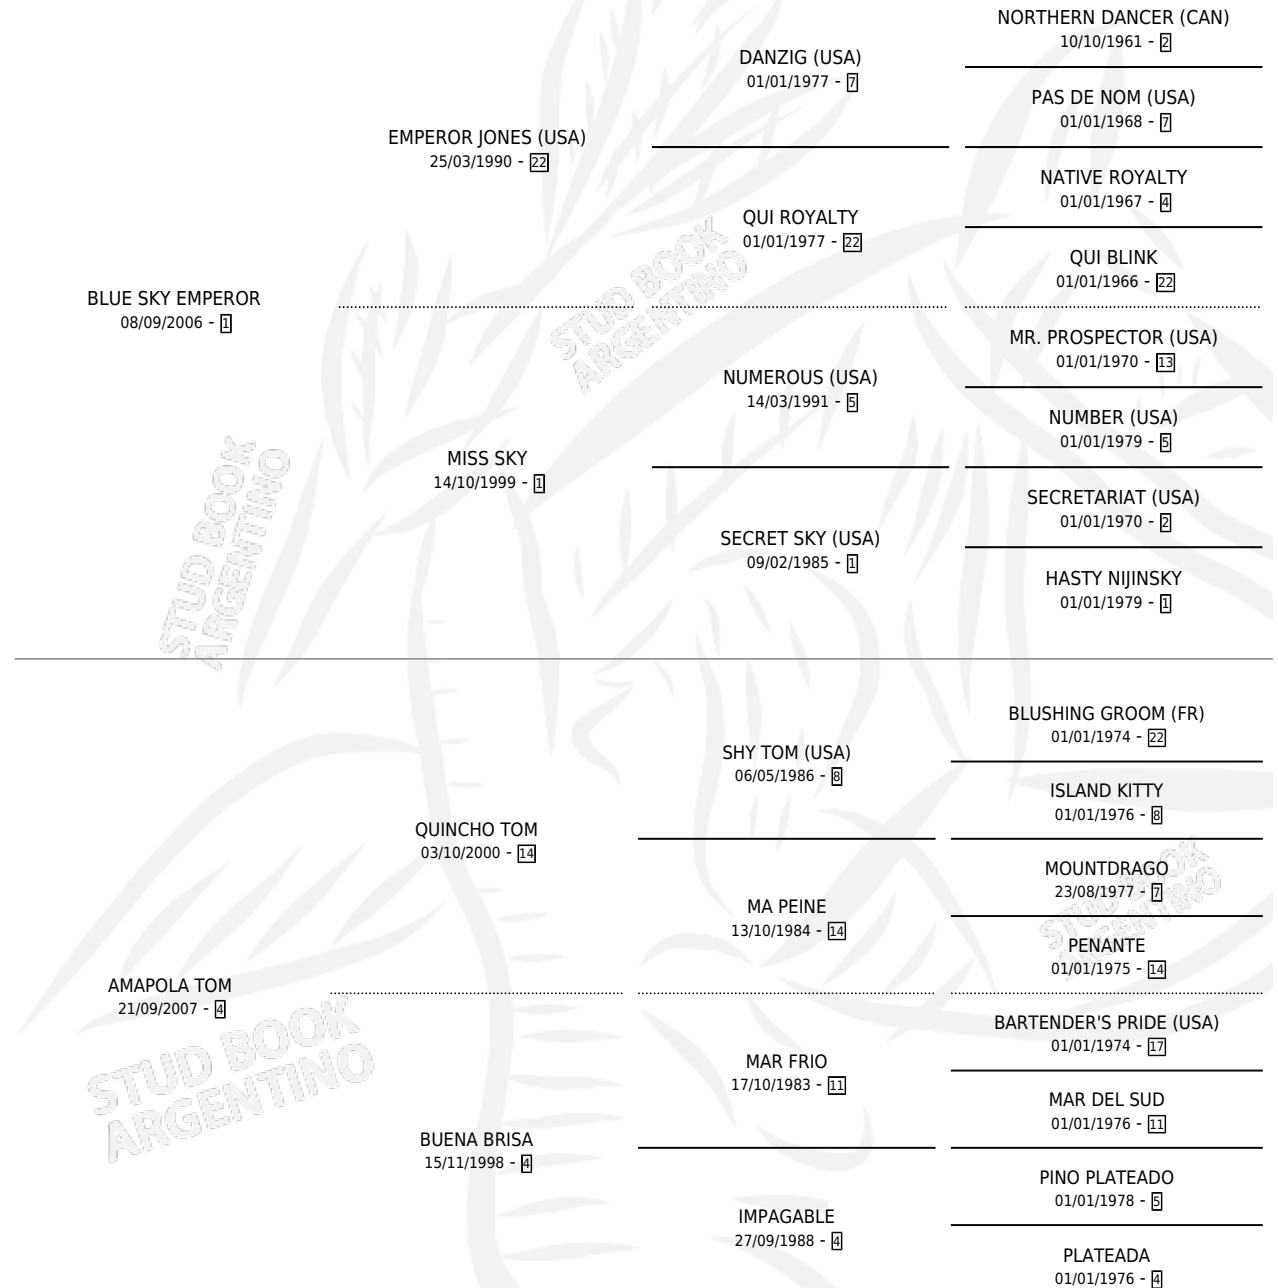 NORTHERN DANCER (CAN)
10/10/1961 - 2
DANZIG (USA)
01/01/1977 - 7
PAS DE NOM (USA)
01/01/1968 - 7
EMPEROR JONES (USA)
25/03/1990 - 22
NATIVE ROYALTY
01/01/1967 - 4
QUI ROYALTY
01/01/1977 - 22
QUI BLINK
01/01/1966 - 22
BLUE SKY EMPEROR
08/09/2006 - 1
MR. PROSPECTOR (USA)
01/01/1970 - 13
NUMEROUS (USA)
14/03/1991 - 5
NUMBER (USA)
01/01/1979 - 5
MISS SKY
14/10/1999 - 1
SECRETARIAT (USA)
01/01/1970 - 2
SECRET SKY (USA)
09/02/1985 - 1
HASTY NIJINSKY
01/01/1979 - 1
BLUSHING GROOM (FR)
01/01/1974 - 22
SHY TOM (USA)
06/05/1986 - 8
ISLAND KITTY
01/01/1976 - 8
QUINCHO TOM
03/10/2000 - 14
MOUNTDRAGO
23/08/1977 - 7
MA PEINE
13/10/1984 - 14
PENANTE
01/01/1975 - 14
AMAPOLA TOM
21/09/2007 - 4
BARTENDER'S PRIDE (USA)
01/01/1974 - 17
MAR FRIO
17/10/1983 - 11
MAR DEL SUD
01/01/1976 - 11
BUENA BRISA
15/11/1998 - 4
PINO PLATEADO
01/01/1978 - 5
IMPAGABLE
27/09/1988 - 4
PLATEADA
01/01/1976 - 4
STUD BOOK
ARGENTINO
STUD BOOK
ARGENTINO
STUD BOOK
ARGENTINO
STUD BOOK
ARGENTINO